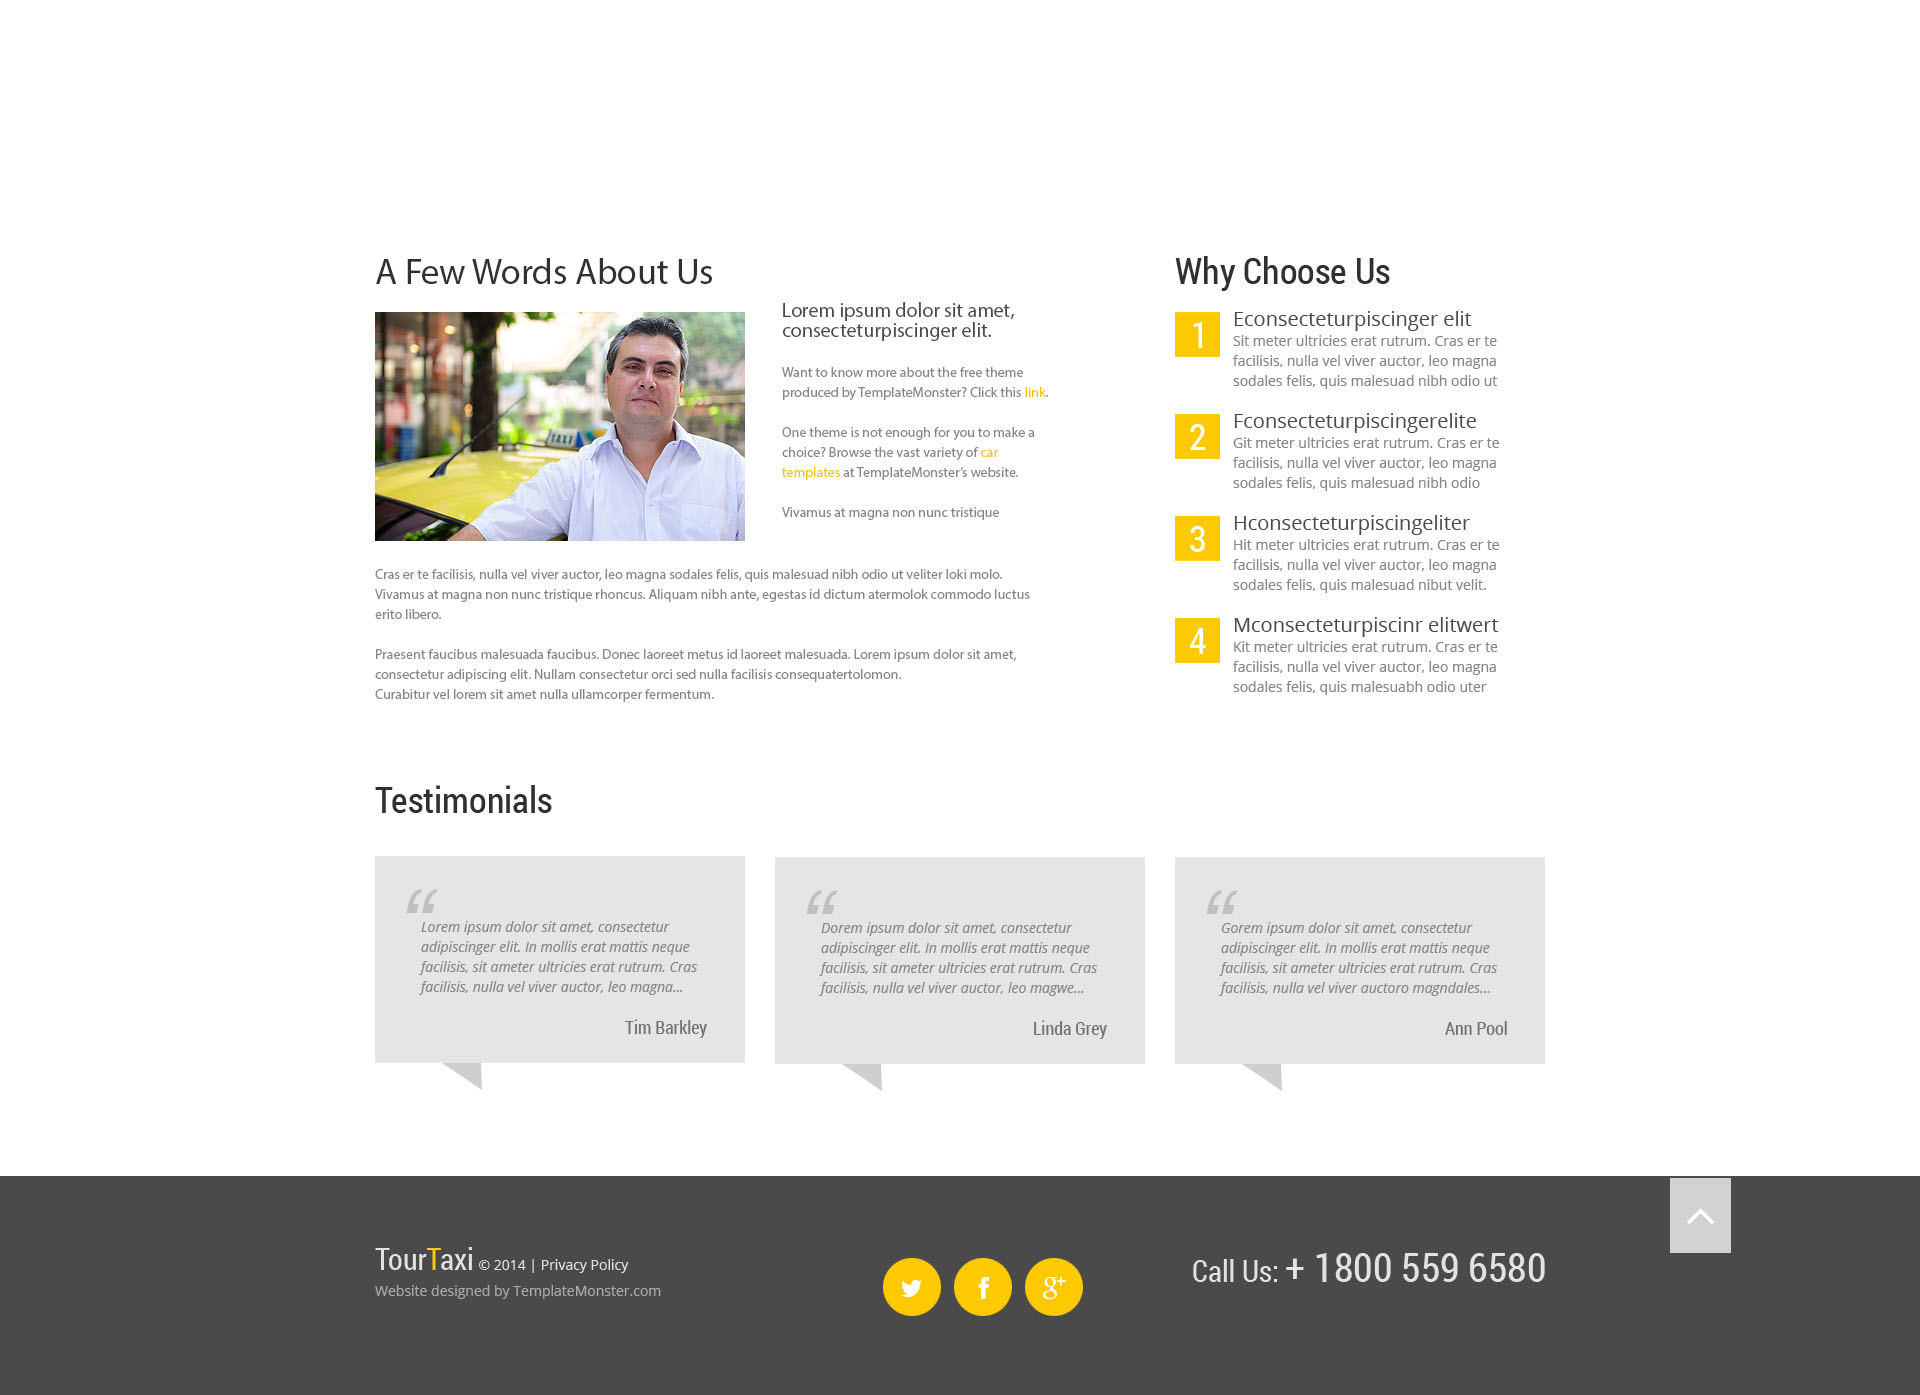 A Few Words About Us
TAXI
Lorem ipsum dolor sit amet,
consecteturpiscinger elit.
Want to know more about the free theme
produced by TemplateMonster? Click this link.
One theme is not enough for you to make a
choice? Browse the vast variety of car
templates at TemplateMonster's website.
Vivamus at magna non nunc tristique
Cras er te facilisis, nulla vel viver auctor, leo magna sodales felis, quis malesuad nibh odio ut veliter loki molo.
Vivamus at magna non nunc tristique rhoncus. Aliquam nibh ante, egestas id dictum atermolok commodo luctus
erito libero.
Praesent faucibus malesuada faucibus. Donec laoreet metus id laoreet malesuada. Lorem ipsum dolor sit amet,
consectetur adipiscing elit. Nullam consectetur orci sed nulla facilisis consequatertolomon.
Curabitur vel lorem sit amet nulla ullamcorper fermentum.
Why Choose Us
1
Econsecteturpiscinger elit
Sit meter ultricies erat rutrum. Cras er te
facilisis, nulla vel viver auctor, leo magna
sodales felis, quis malesuad nibh odio ut
2
Fconsecteturpiscingerelite
Git meter ultricies erat rutrum. Cras er te
facilisis, nulla vel viver auctor, leo magna
sodales felis, quis malesuad nibh odio
3
Hconsecteturpiscingeliter
Hit meter ultricies erat rutrum. Cras er te
facilisis, nulla vel viver auctor, leo magna
sodales felis, quis malesuad nibut velit.
4
Mconsecteturpiscinr elitwert
Kit meter ultricies erat rutrum. Cras er te
facilisis, nulla vel viver auctor, leo magna
sodales felis, quis malesuabh odio uter
Testimonials
“
Lorem ipsum dolor sit amet, consectetur
adipiscinger elit. In mollis erat mattis neque
facilisis, sit ameter ultricies erat rutrum. Cras
facilisis, nulla vel viver auctor, leo magna...
Tim Barkley
“
Dorem ipsum dolor sit amet, consectetur
adipiscinger elit. In mollis erat mattis neque
facilisis, sit ameter ultricies erat rutrum. Cras
facilisis, nulla vel viver auctor, leo magwe...
Linda Grey
“
Gorem ipsum dolor sit amet, consectetur
adipiscinger elit. In mollis erat mattis neque
facilisis, sit ameter ultricies erat rutrum. Cras
facilisis, nulla vel viver auctoro magndales...
Ann Pool
TourTaxi © 2014 | Privacy Policy
Website designed by TemplateMonster.com
f
g+
Call Us: + 1800 559 6580